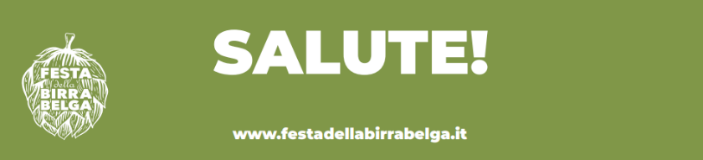 FESTA
della
BIRRA
BELGA
SALUTE!
www.festadellabirrabelga.it